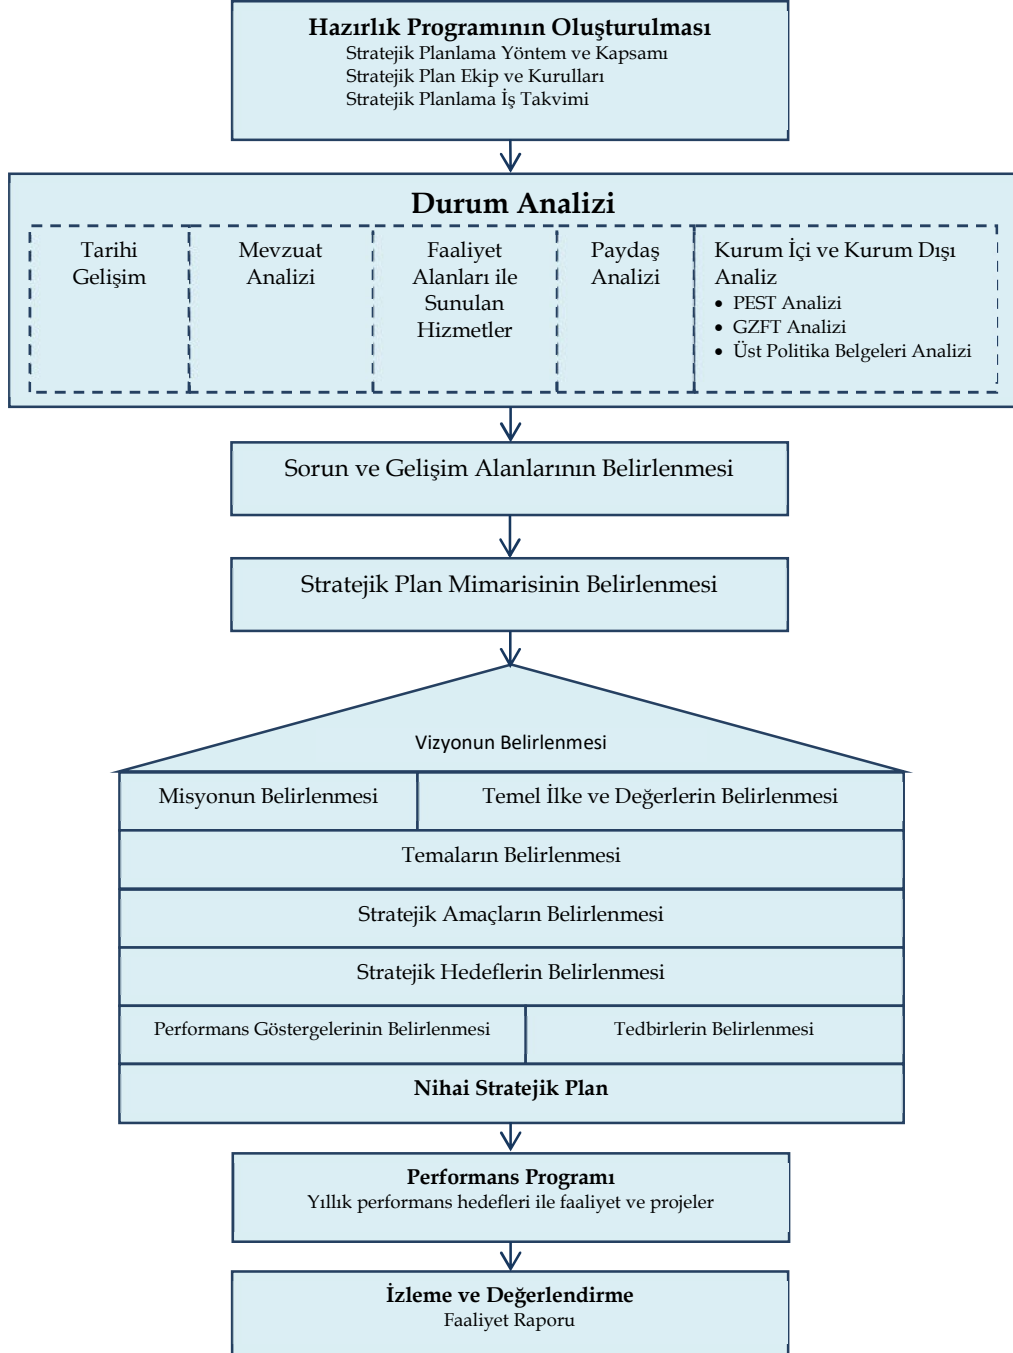 Hazırlık Programının Oluşturulması
Stratejik Planlama Yöntem ve Kapsamı
Stratejik Plan Ekip ve Kurulları
Stratejik Planlama İş Takvimi
Durum Analizi
Tarihi
Gelişim
Mevzuat
Analizi
Faaliyet
Alanları ile
Sunulan
Hizmetler
Paydaş
Analizi
Kurum İçi ve Kurum Dışı
Analiz
• PEST Analizi
• GZFT Analizi
• Üst Politika Belgeleri Analizi
Sorun ve Gelişim Alanlarının Belirlenmesi
Stratejik Plan Mimarisinin Belirlenmesi
Vizyonun Belirlenmesi
Misyonun Belirlenmesi
Temel İlke ve Değerlerin Belirlenmesi
Temaların Belirlenmesi
Stratejik Amaçların Belirlenmesi
Stratejik Hedeflerin Belirlenmesi
Performans Göstergelerinin Belirlenmesi
Tedbirlerin Belirlenmesi
Nihai Stratejik Plan
Performans Programı
Yıllık performans hedefleri ile faaliyet ve projeler
İzleme ve Değerlendirme
Faaliyet Raporu